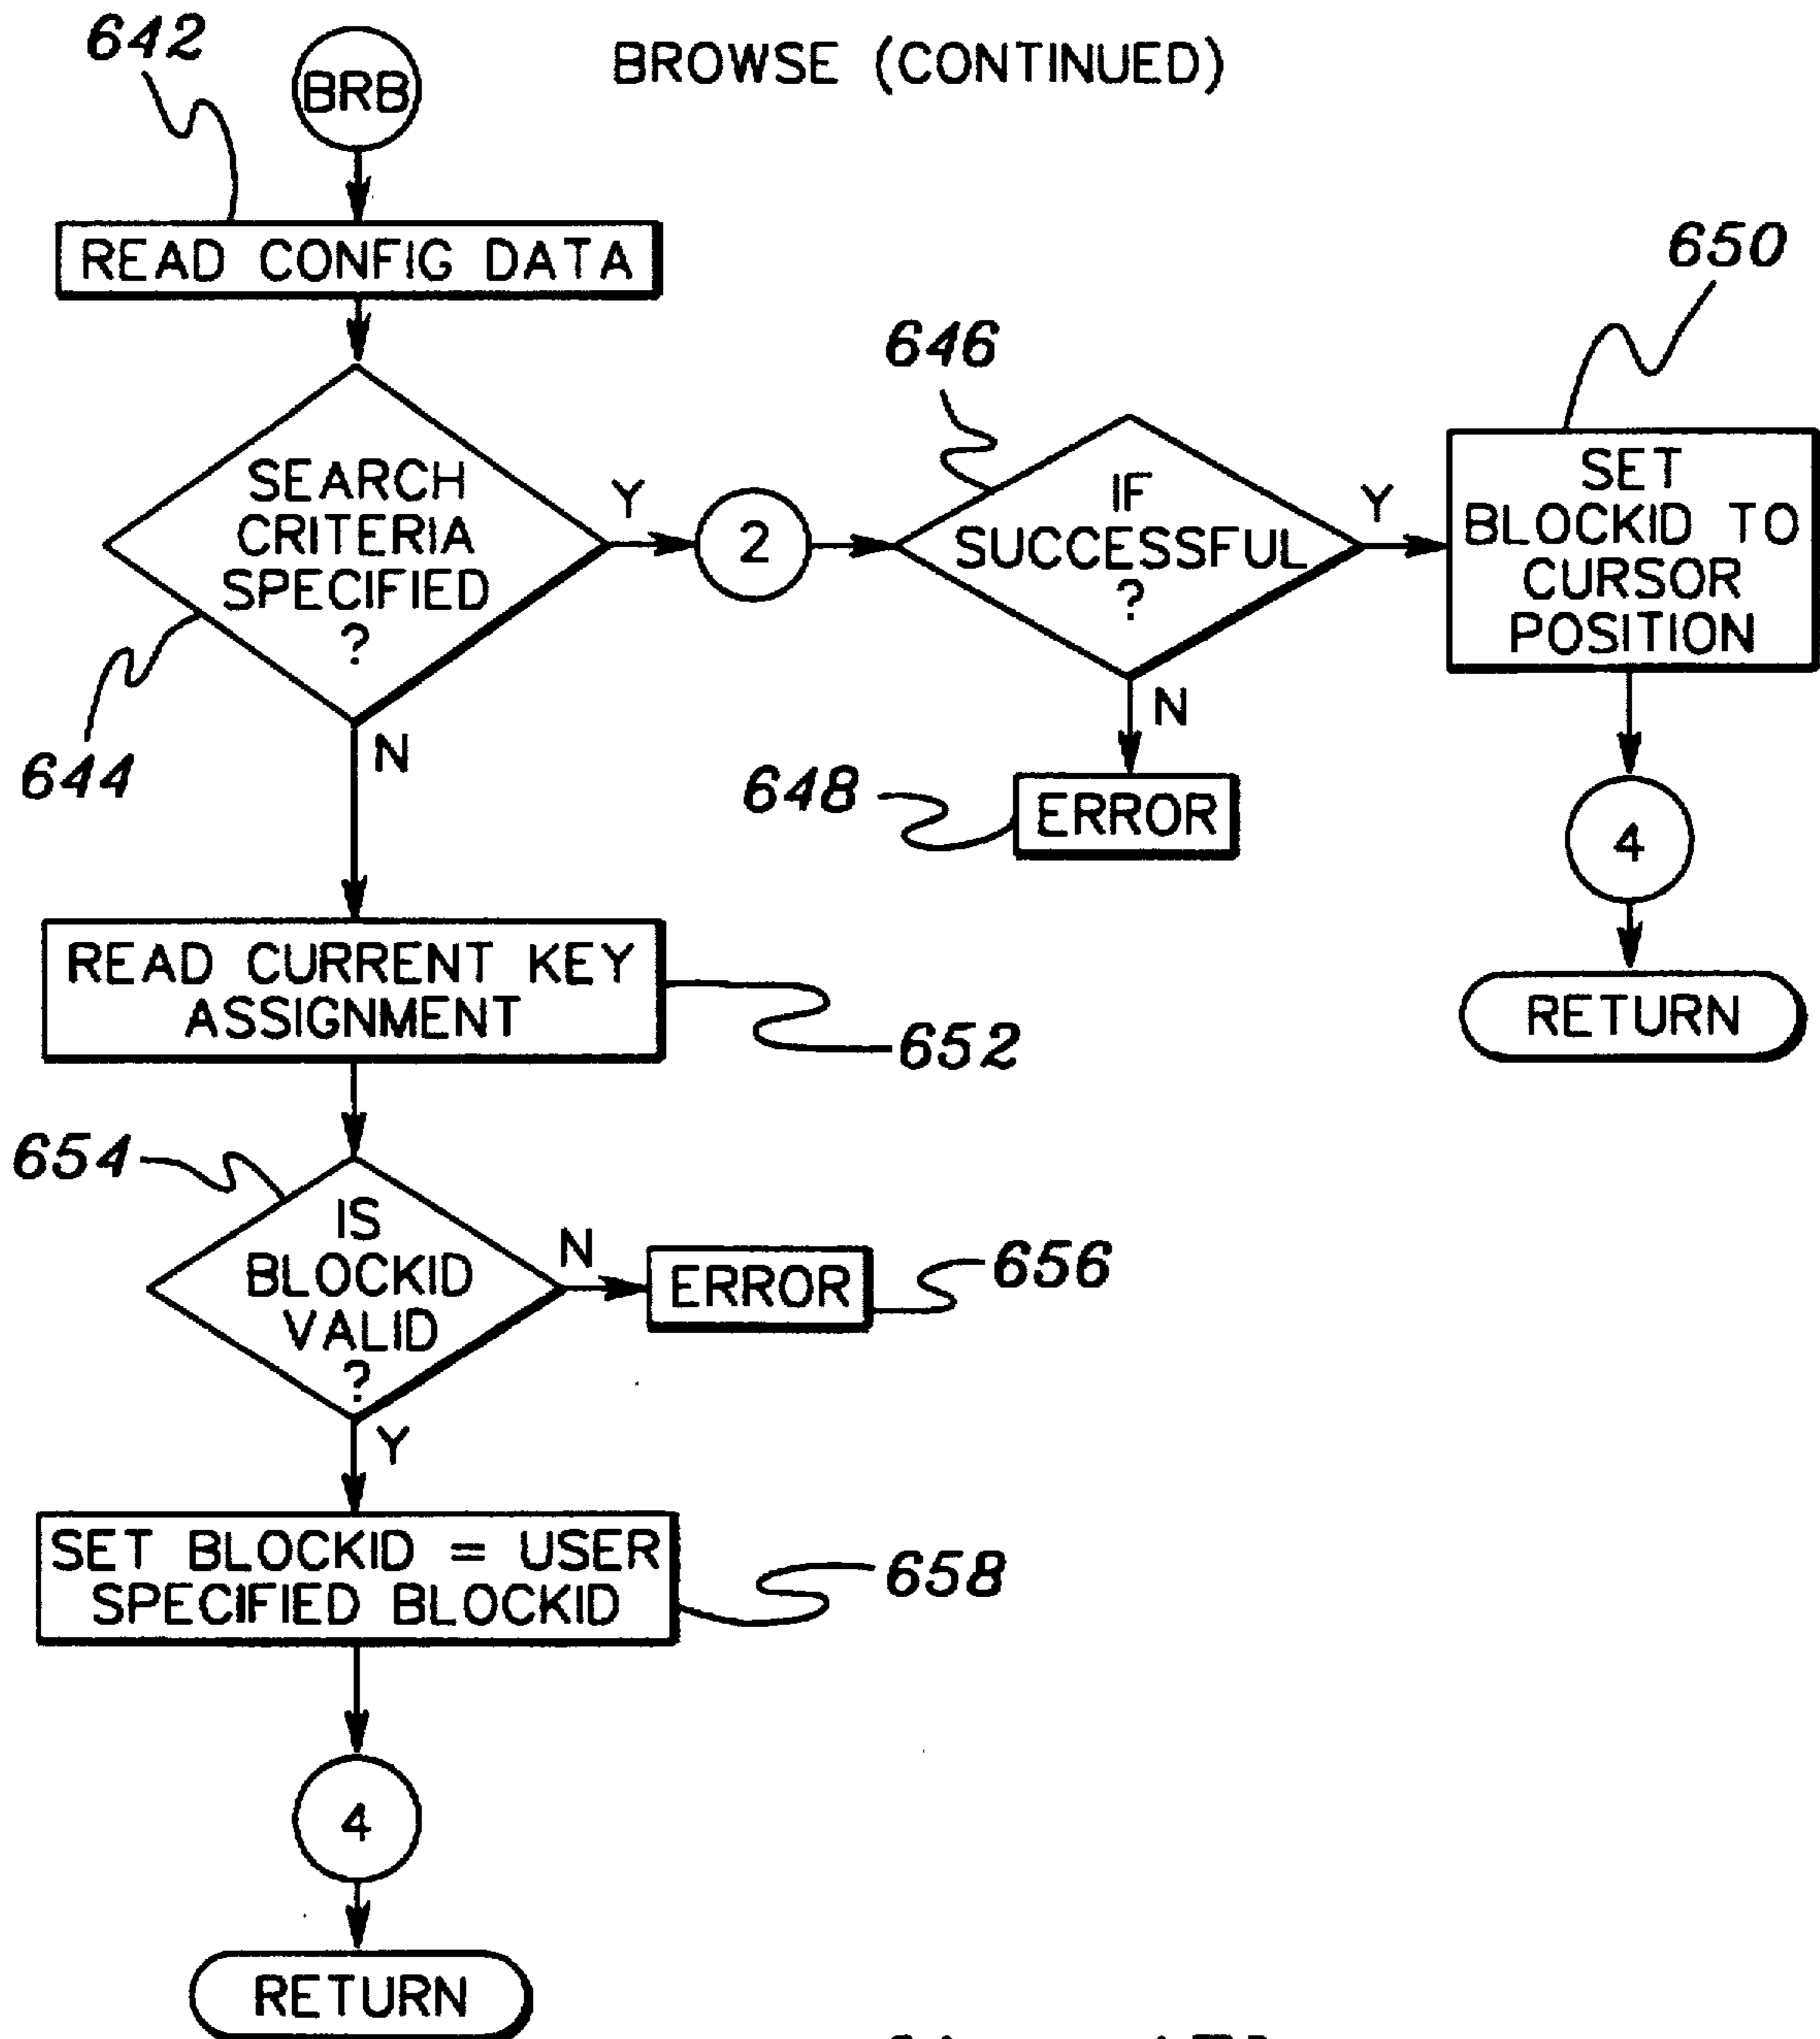 642
BRB
BROWSE (CONTINUED)
READ CONFIG DATA
650
646
SEARCH
CRITERIA
SPECIFIED
?
Y
2
IF
SUCCESSFUL
?
Y
SET
BLOCKID TO
CURSOR
POSITION
644
N
N
648
ERROR
4
READ CURRENT KEY
ASSIGNMENT
652
RETURN
654
IS
BLOCKID
VALID
?
N
ERROR
656
Y
SET BLOCKID = USER
SPECIFIED BLOCKID
658
4
RETURN